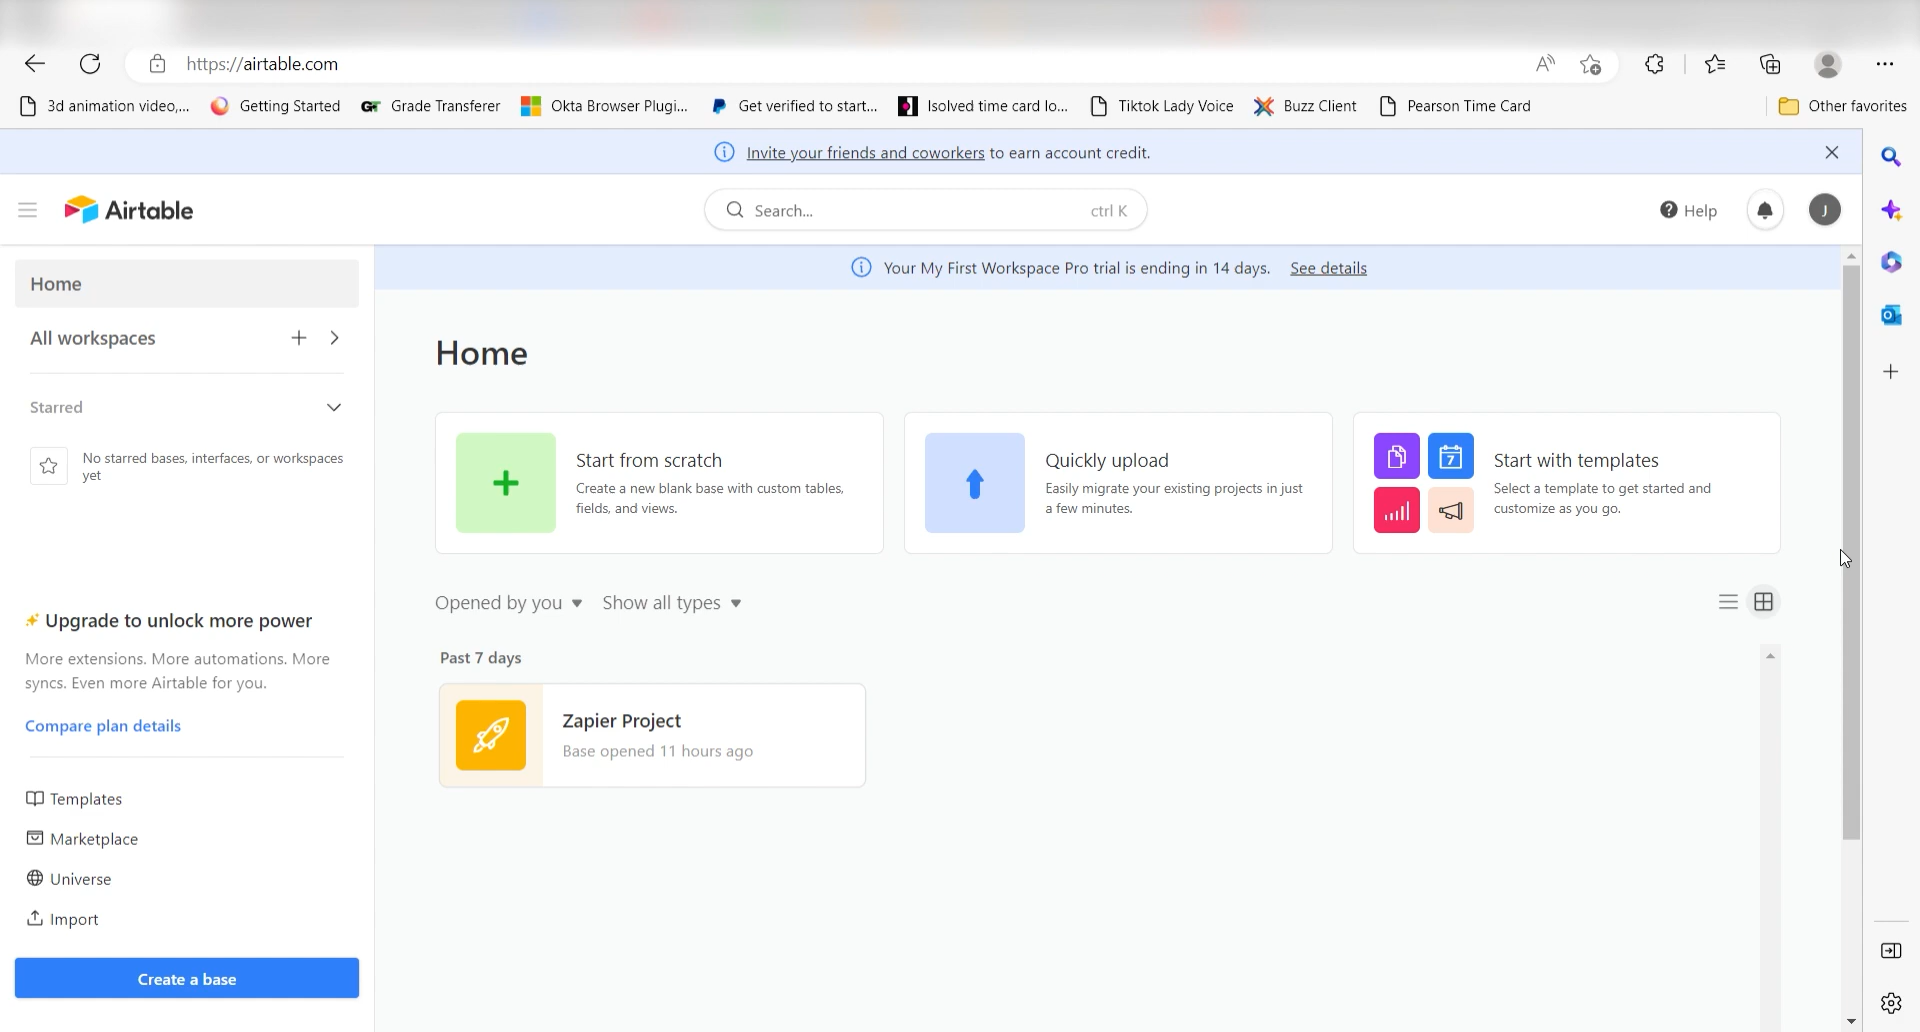 https://airtable.com
3d animation video,... Getting Started GT Grade Transferer Okta Browser Plugi... Get verified to start... Isolved time card lo... Tiktok Lady Voice Buzz Client Pearson Time Card Other favorites
Invite your friends and coworkers to earn account credit.
Airtable
Search... ctrl K
Help
J
Home
All workspaces
Starred
No starred bases, interfaces, or workspaces
yet
Upgrade to unlock more power
More extensions. More automations. More
syncs. Even more Airtable for you.
Compare plan details
Templates
Marketplace
Universe
Import
Create a base
Your My First Workspace Pro trial is ending in 14 days. See details
Home
Start from scratch
Create a new blank base with custom tables,
fields, and views.
Quickly upload
Easily migrate your existing projects in just
a few minutes.
7
Start with templates
Select a template to get started and
customize as you go.
Opened by you Show all types
Past 7 days
Zapier Project
Base opened 11 hours ago